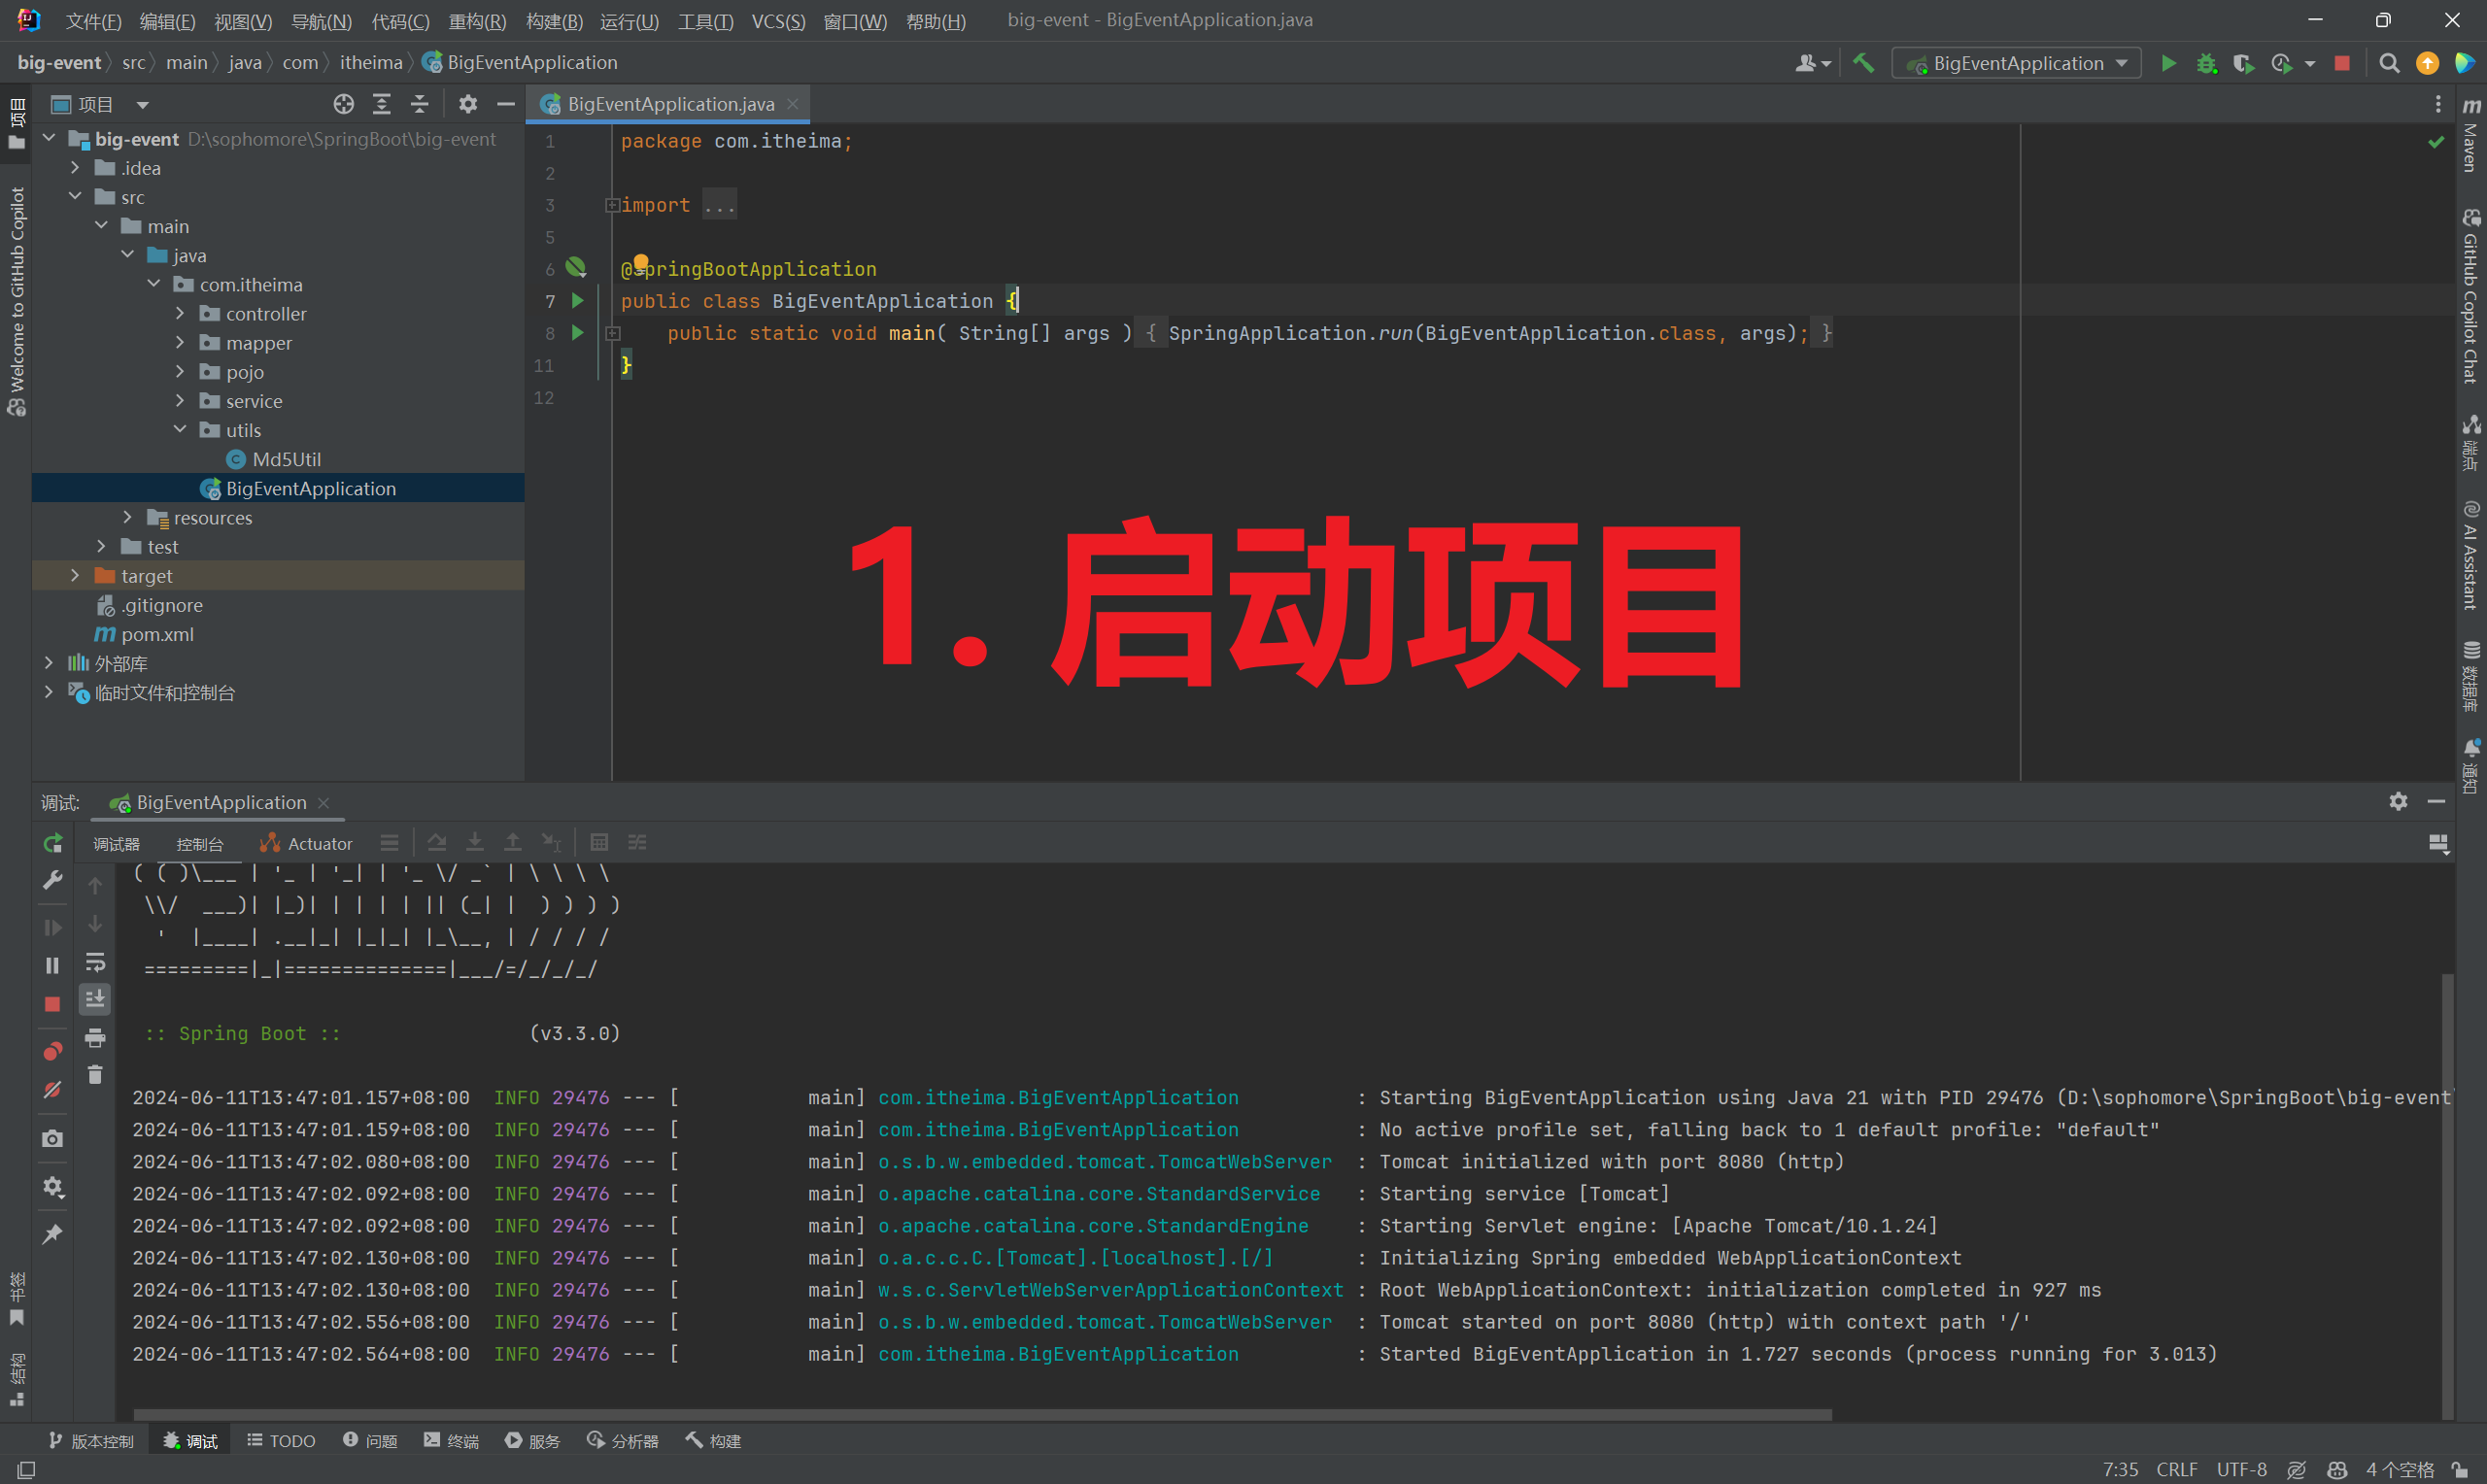 文件(F) 编辑(E) 视图(V) 导航(N) 代码(C) 重构(R) 构建(B) 运行(U) 工具(T) VCS(S) 窗口(W) 帮助(H) big-event - BigEventApplication.java
big-event src main java com itheima BigEventApplication
BigEventApplication
项目
BigEventApplication.java
big-event D:\sophomore\SpringBoot\big-event
.idea
src
main
java
com.itheima
controller
mapper
pojo
service
utils
Md5Util
BigEventApplication
resources
test
target
.gitignore
pom.xml
外部库
临时文件和控制台
1 package com.itheima;
2
3 import ...
5
6 @SpringBootApplication
7 public class BigEventApplication {
8 public static void main( String[] args ) { SpringApplication.run(BigEventApplication.class, args); }
11 }
12
1. 启动项目
项目
Welcome to GitHub Copilot
书签
结构
Maven
GitHub Copilot Chat
端点
AI Assistant
数据库
通知
调试: BigEventApplication
调试器 控制台 Actuator
( ( )\___ | '_ | '_| | '_ \/ _` | \ \ \ \
\\/  ___)| |_)| | | | | || (_| |  ) ) ) )
'  |____| .__|_| |_|_| |_\__, | / / / /
=========|_|==============|___/=/_/_/_/
:: Spring Boot :: (v3.3.0)
2024-06-11T13:47:01.157+08:00 INFO 29476 --- [ main] com.itheima.BigEventApplication : Starting BigEventApplication using Java 21 with PID 29476 (D:\sophomore\SpringBoot\big-event\
2024-06-11T13:47:01.159+08:00 INFO 29476 --- [ main] com.itheima.BigEventApplication : No active profile set, falling back to 1 default profile: "default"
2024-06-11T13:47:02.080+08:00 INFO 29476 --- [ main] o.s.b.w.embedded.tomcat.TomcatWebServer : Tomcat initialized with port 8080 (http)
2024-06-11T13:47:02.092+08:00 INFO 29476 --- [ main] o.apache.catalina.core.StandardService : Starting service [Tomcat]
2024-06-11T13:47:02.092+08:00 INFO 29476 --- [ main] o.apache.catalina.core.StandardEngine : Starting Servlet engine: [Apache Tomcat/10.1.24]
2024-06-11T13:47:02.130+08:00 INFO 29476 --- [ main] o.a.c.c.C.[Tomcat].[localhost].[/] : Initializing Spring embedded WebApplicationContext
2024-06-11T13:47:02.130+08:00 INFO 29476 --- [ main] w.s.c.ServletWebServerApplicationContext : Root WebApplicationContext: initialization completed in 927 ms
2024-06-11T13:47:02.556+08:00 INFO 29476 --- [ main] o.s.b.w.embedded.tomcat.TomcatWebServer : Tomcat started on port 8080 (http) with context path '/'
2024-06-11T13:47:02.564+08:00 INFO 29476 --- [ main] com.itheima.BigEventApplication : Started BigEventApplication in 1.727 seconds (process running for 3.013)
版本控制 调试 TODO 问题 终端 服务 分析器 构建
7:35 CRLF UTF-8 4 个空格